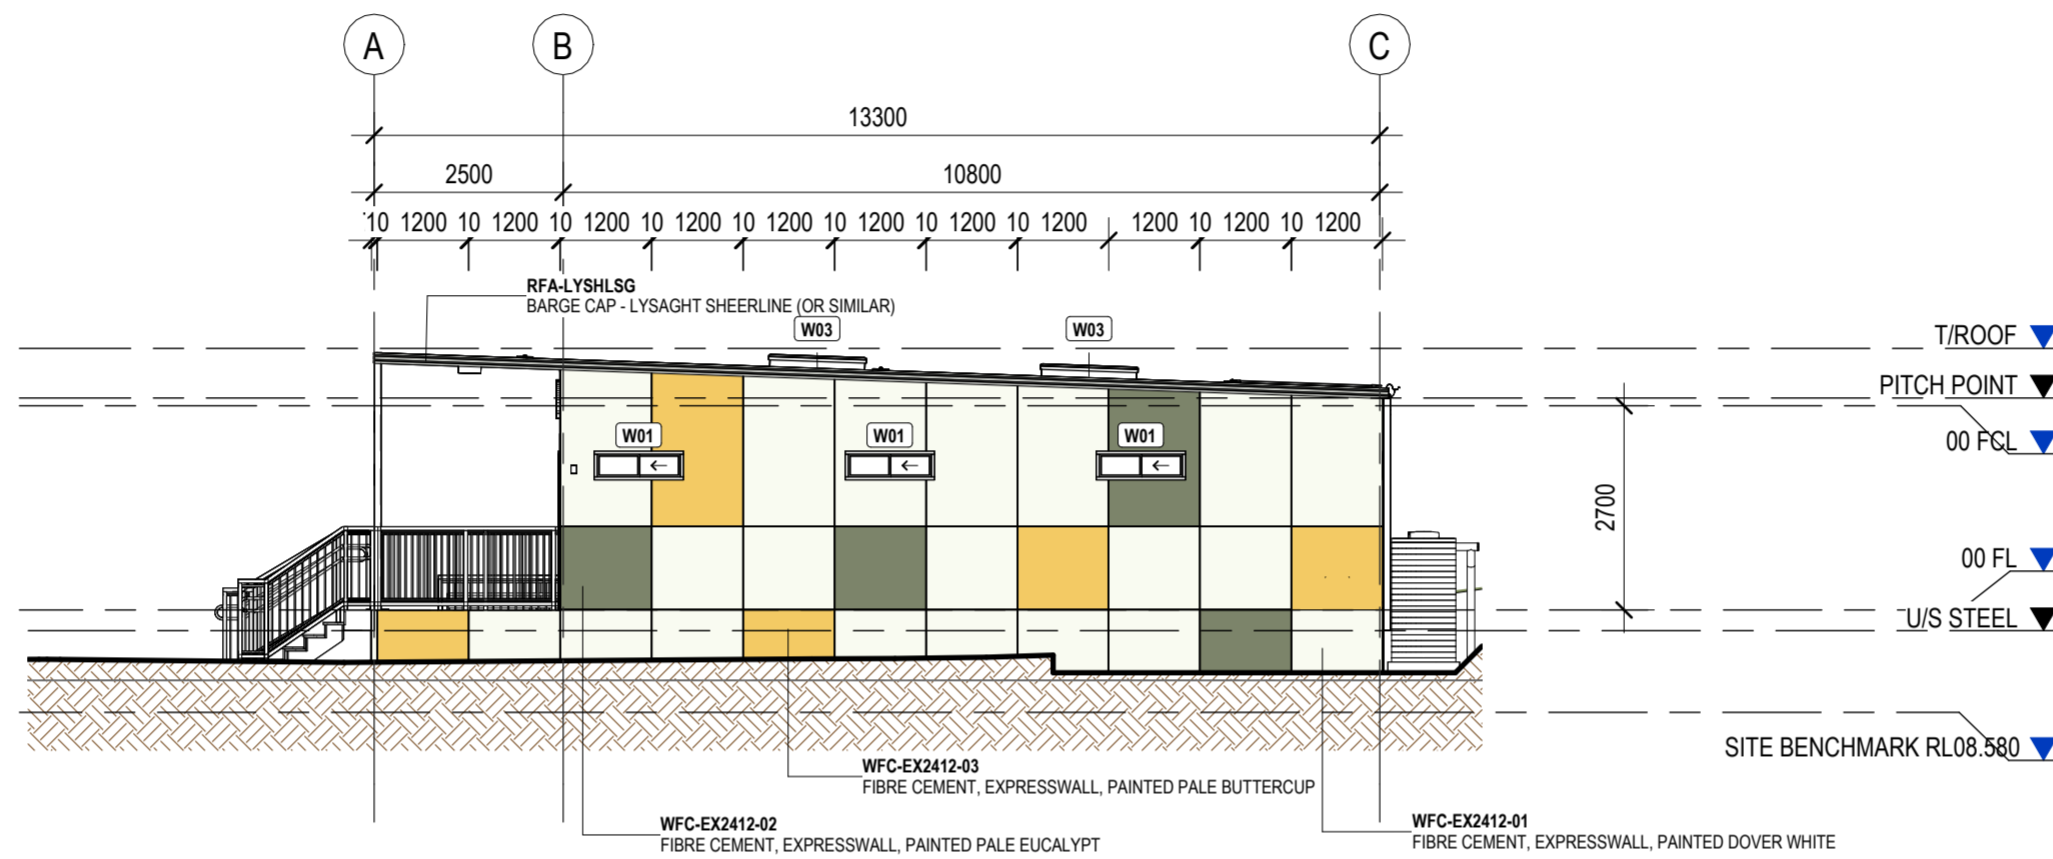 A B C
13300
2500 10800
10 1200 10 1200 10 1200 10 1200 10 1200 10 1200 10 1200 10 1200 1200 10 1200 10 1200
RFA-LYSHLSG
BARGE CAP - LYSAGHT SHEERLINE (OR SIMILAR)
W03 W03
T/ROOF
PITCH POINT
W01 W01 W01
00 FCL
2700
00 FL
U/S STEEL
SITE BENCHMARK RL08.580
WFC-EX2412-03
FIBRE CEMENT, EXPRESSWALL, PAINTED PALE BUTTERCUP
WFC-EX2412-02
FIBRE CEMENT, EXPRESSWALL, PAINTED PALE EUCALYPT
WFC-EX2412-01
FIBRE CEMENT, EXPRESSWALL, PAINTED DOVER WHITE